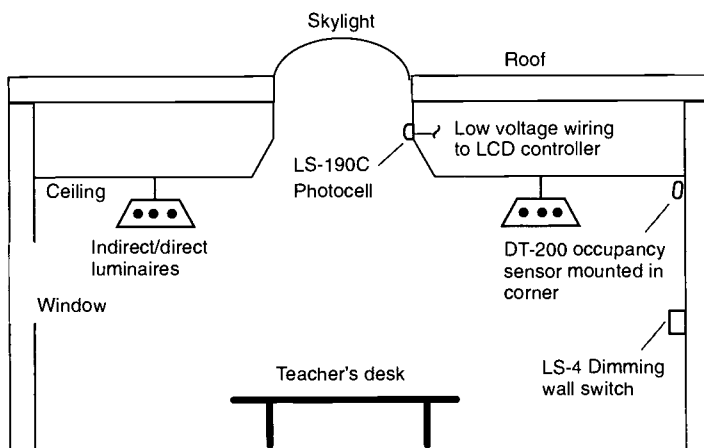 Skylight
Roof
Low voltage wiring
to LCD controller
LS-190C
Photocell
Ceiling
Indirect/direct
luminaires
DT-200 occupancy
sensor mounted in
corner
Window
LS-4 Dimming
wall switch
Teacher's desk